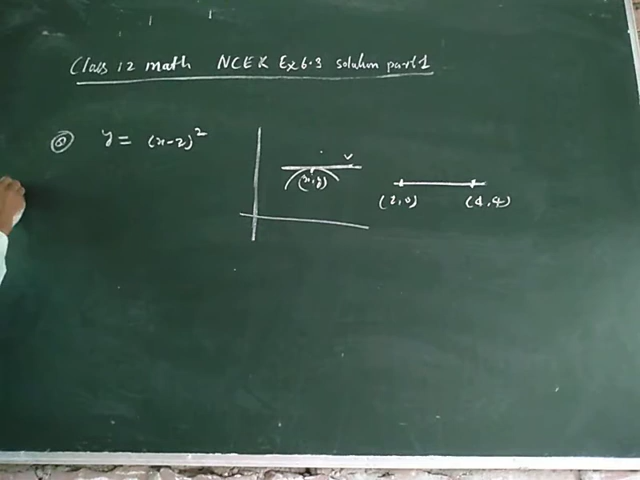 Class 12 math NCER Ex 6.3 solution part 1
⑧ y = (x-2)²
(x,y)
(2,0) (4,4)